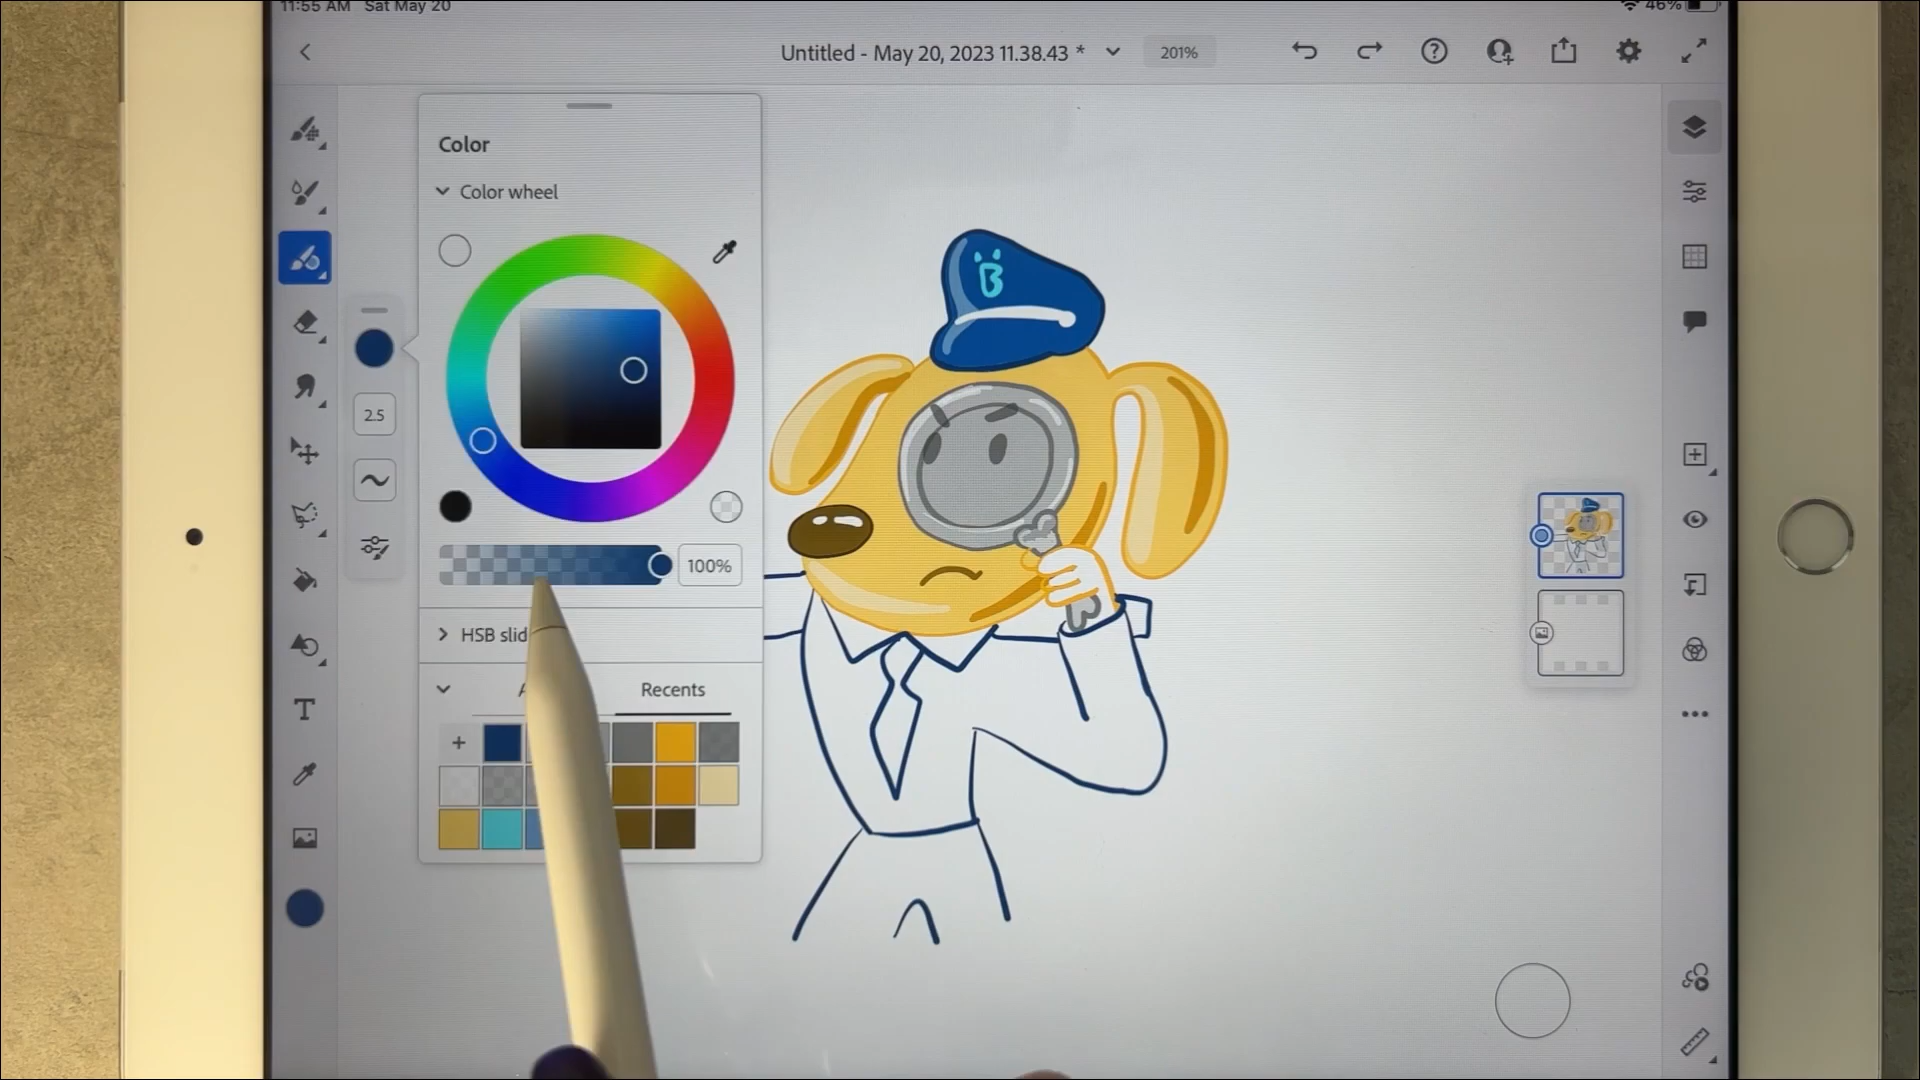 11:55 AM Sat May 20
46%
Untitled - May 20, 2023 11.38.43 *
201%
Color
Color wheel
B
2.5
100%
HSB slid
Recents
T